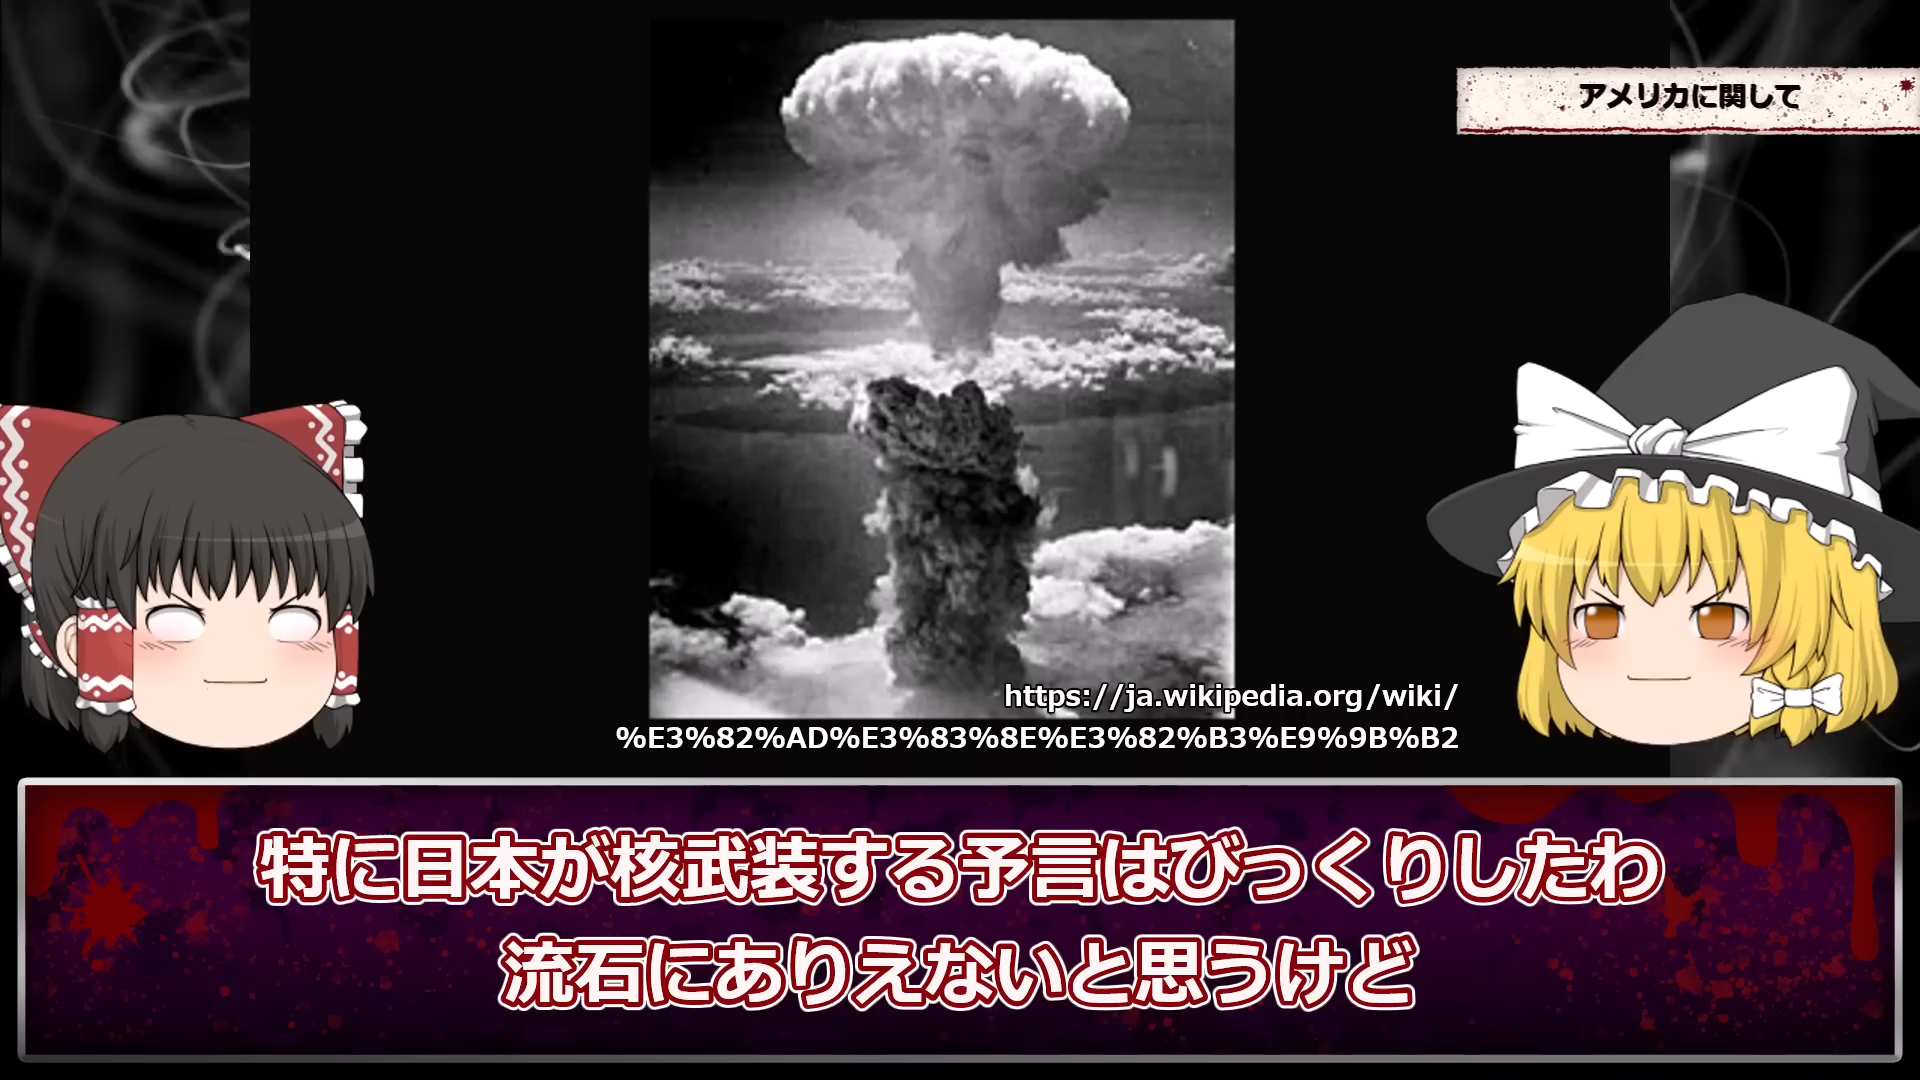 アメリカに関して
https://ja.wikipedia.org/wiki/
%E3%82%AD%E3%83%8E%E3%82%B3%E9%9B%B2
特に日本が核武装する予言はびっくりしたわ
流石にありえないと思うけど